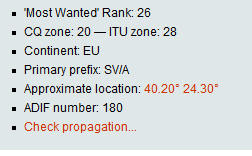 'Most Wanted' Rank: 26
CQ zone: 20 — ITU zone: 28
Continent: EU
Primary prefix: SV/A
Approximate location: 40.20° 24.30°
ADIF number: 180
Check propagation...